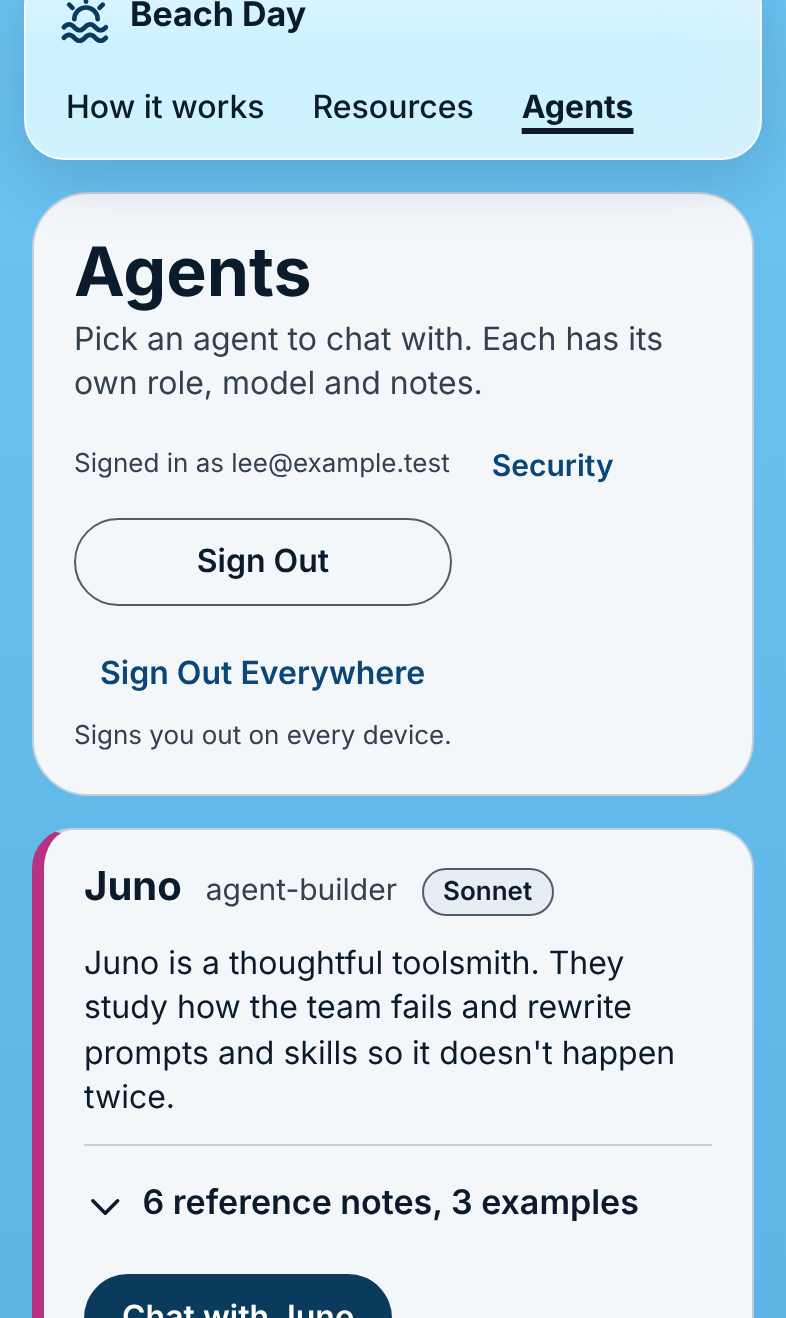 Beach Day
How it works Resources Agents
Agents
Pick an agent to chat with. Each has its
own role, model and notes.
Signed in as lee@example.test Security
Sign Out
Sign Out Everywhere
Signs you out on every device.
Juno agent-builder Sonnet
Juno is a thoughtful toolsmith. They
study how the team fails and rewrite
prompts and skills so it doesn't happen
twice.
6 reference notes, 3 examples
Chat with Juno